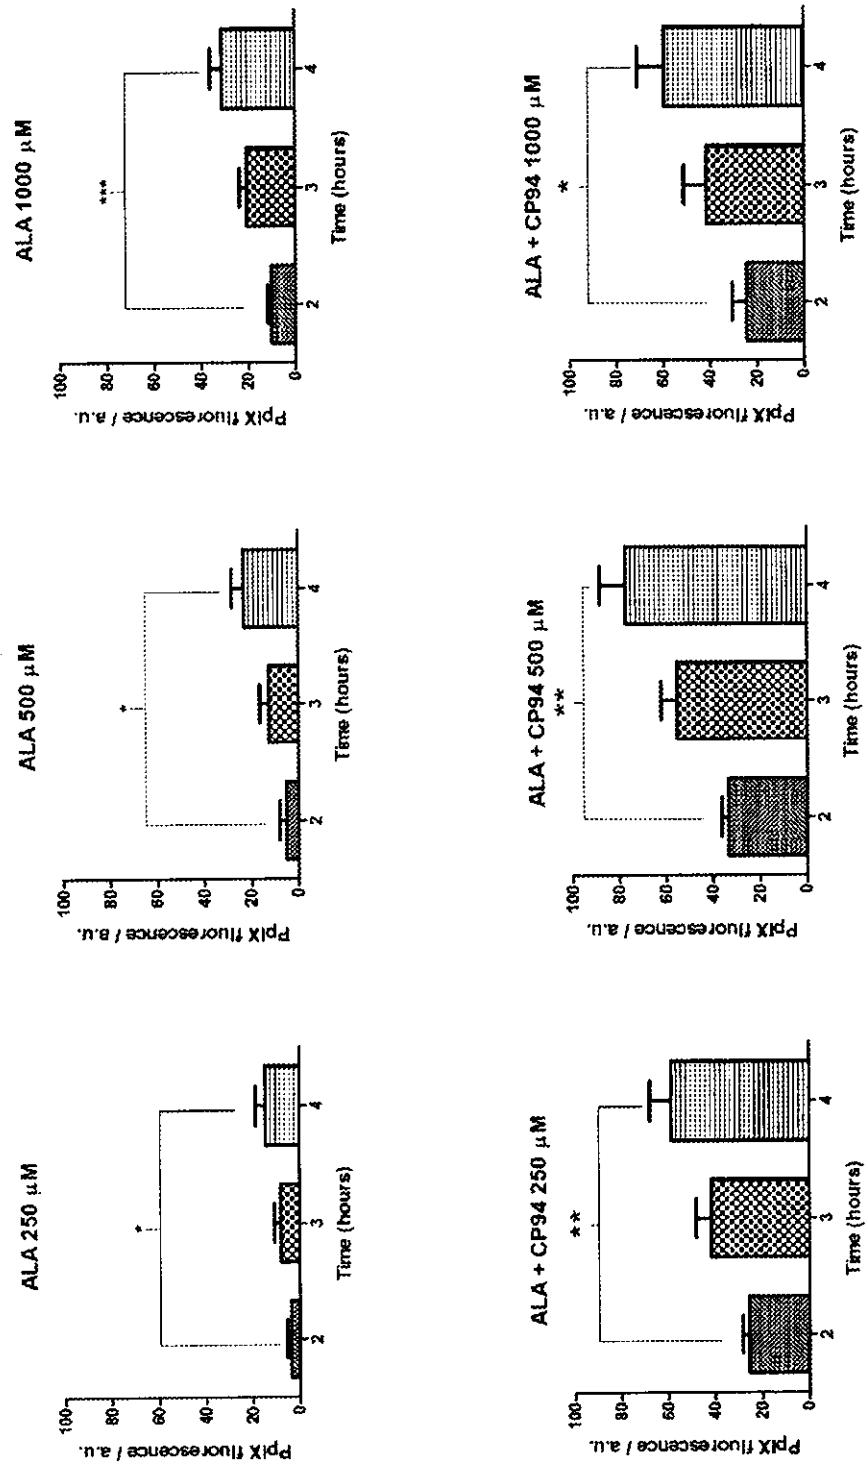 ALA 250 μM
*
PpIX fluorescence / a.u.
100
80
60
40
20
0
2 3 4
Time (hours)
ALA 500 μM
*
PpIX fluorescence / a.u.
100
80
60
40
20
0
2 3 4
Time (hours)
ALA 1000 μM
***
PpIX fluorescence / a.u.
100
80
60
40
20
0
2 3 4
Time (hours)
ALA + CP94 250 μM
**
PpIX fluorescence / a.u.
100
80
60
40
20
0
2 3 4
Time (hours)
ALA + CP94 500 μM
**
PpIX fluorescence / a.u.
100
80
60
40
20
0
2 3 4
Time (hours)
ALA + CP94 1000 μM
*
PpIX fluorescence / a.u.
100
80
60
40
20
0
2 3 4
Time (hours)